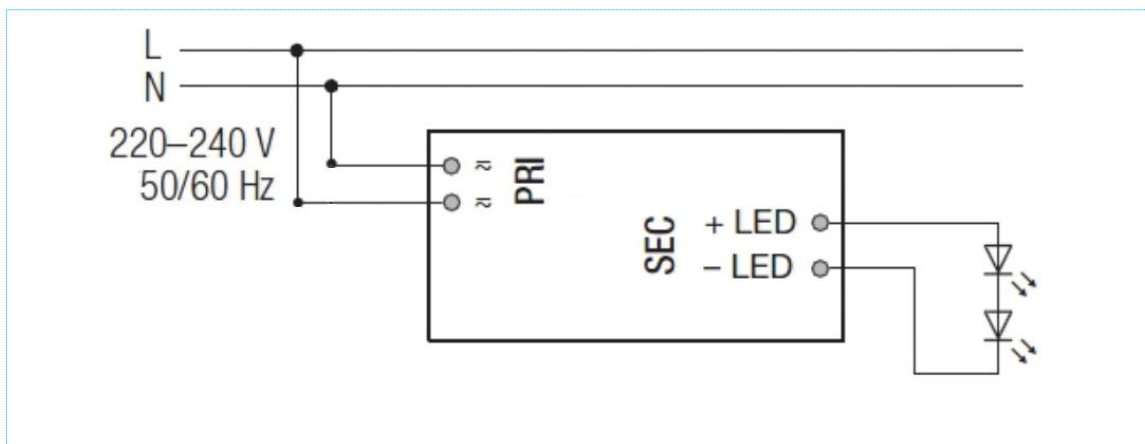 L
N
220–240 V
50/60 Hz
≂ PRI
≂
SEC
+ LED
– LED